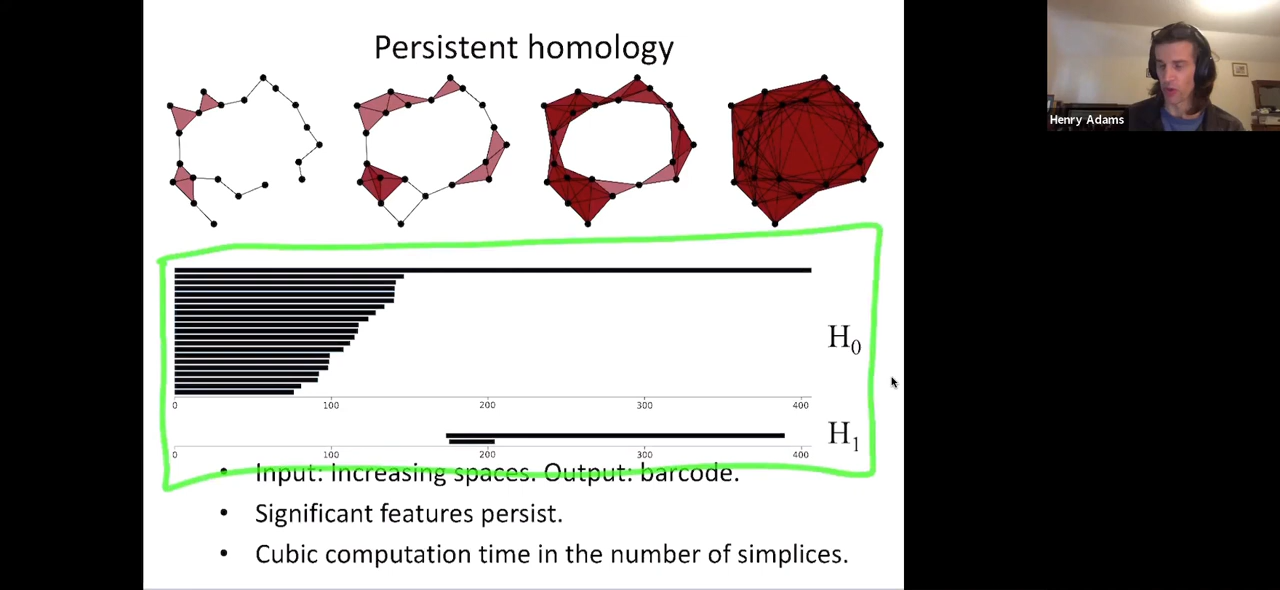 Persistent homology
Henry Adams
H0
0 100 200 300 400
H1
0 100 200 300 400
• Input: Increasing spaces. Output: barcode.
• Significant features persist.
• Cubic computation time in the number of simplices.